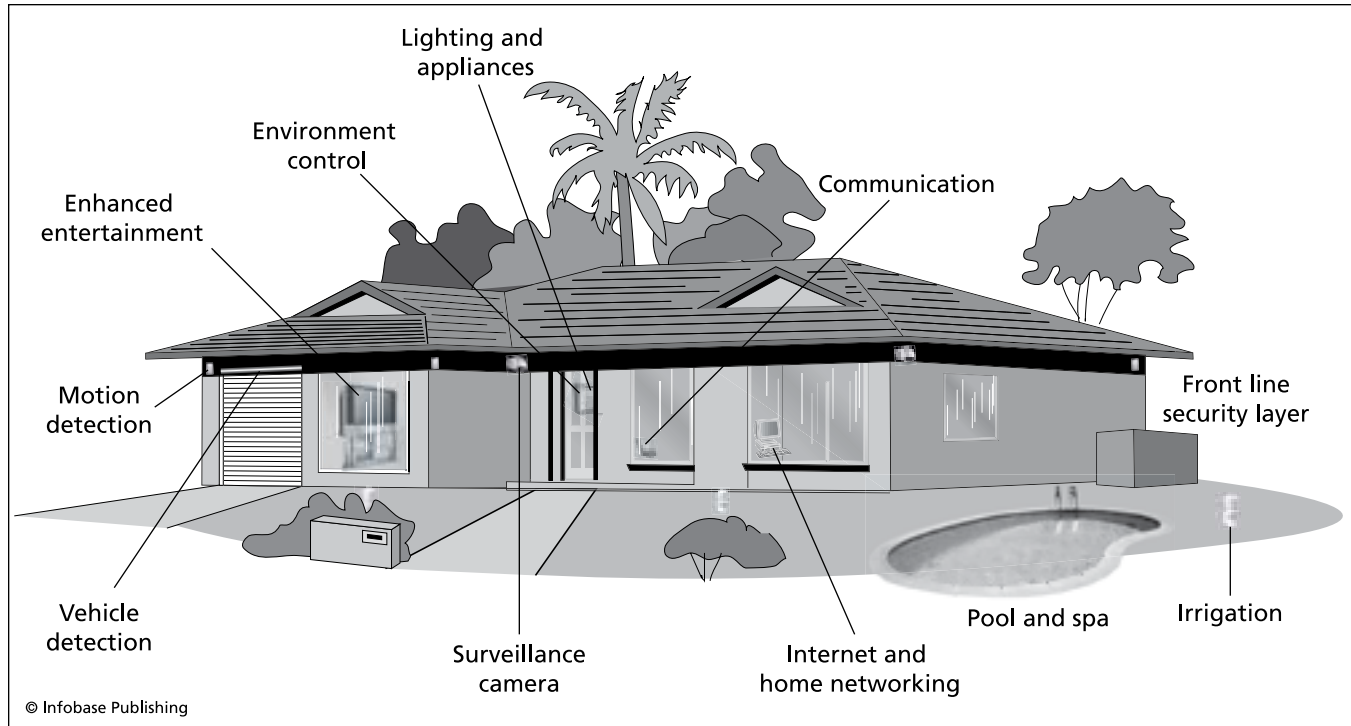 Lighting and
appliances
Environment
control
Communication
Enhanced
entertainment
Motion
detection
Front line
security layer
Vehicle
detection
Surveillance
camera
Internet and
home networking
Pool and spa
Irrigation
© Infobase Publishing